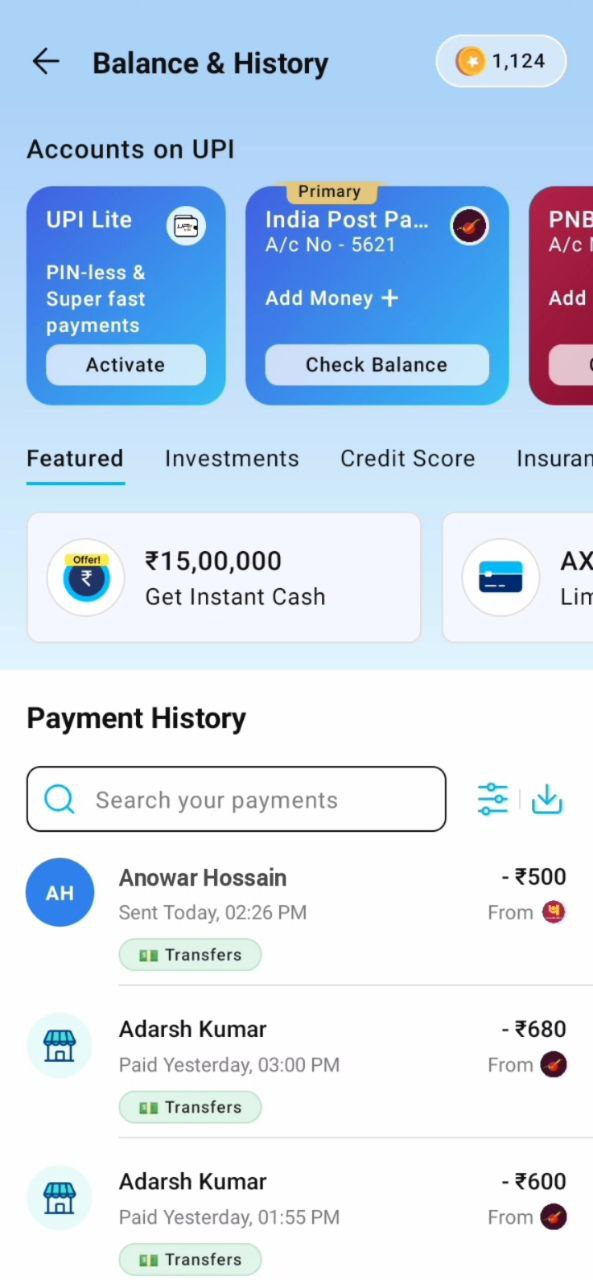 Balance & History
1,124
Accounts on UPI
UPI Lite
PIN-less &
Super fast
payments
Activate
Primary
India Post Pa...
A/c No - 5621
Add Money +
Check Balance
PNB
A/c
Add
Featured
Investments
Credit Score
Insuran
Offer!
₹
₹15,00,000
Get Instant Cash
AX
Lim
Payment History
Search your payments
AH
Anowar Hossain
- ₹500
Sent Today, 02:26 PM
From
Transfers
Adarsh Kumar
- ₹680
Paid Yesterday, 03:00 PM
From
Transfers
Adarsh Kumar
- ₹600
Paid Yesterday, 01:55 PM
From
Transfers